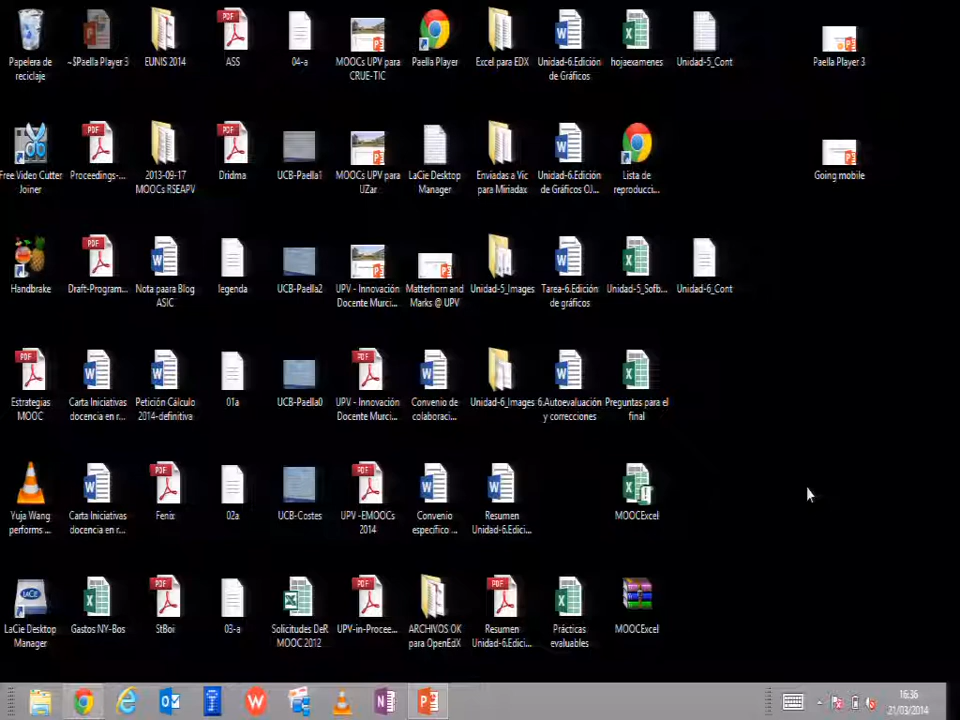 Papelera de
reciclaje
~$Paella Player 3
EUNIS 2014
ASS
04-a
MOOCs UPV para
CRUE-TIC
Paella Player
Excel para EDX
Unidad-6.Edición
de Gráficos
hojaexamenes
Unidad-5_Cont
Paella Player 3
Free Video Cutter
Joiner
Proceedings-...
2013-09-17
MOOCs RSEAPV
Dridma
UCB-Paella1
MOOCs UPV para
UZar
LaCie Desktop
Manager
Enviadas a Vic
para Miriadax
Unidad-6.Edición
de Gráficos OJ...
Lista de
reproducci...
Going mobile
Handbrake
Draft-Program...
Nota paara Blog
ASIC
legenda
UCB-Paella2
UPV - Innovación
Docente Murci...
Matterhorn and
Marks @ UPV
Unidad-5_Images
Tarea-6.Edición
de gráficos
Unidad-5_Sofb...
Unidad-6_Cont
Estrategias
MOOC
Carta Iniciativas
docencia en r...
Petición Cálculo
2014-definitiva
01a
UCB-Paella0
UPV - Innovación
Docente Murci...
Convenio de
colaboraci...
Unidad-6_Images
6.Autoevaluación
y correcciones
Preguntas para el
final
Yuja Wang
performs ...
Carta Iniciativas
docencia en r...
Fenix
02a
UCB-Costes
UPV -EMOOCs
2014
Convenio
especifico ...
Resumen
Unidad-6.Edici...
MOOCExcel
LaCie Desktop
Manager
Gastos NY-Bos
StBoi
03-a
Solicitudes DeR
MOOC 2012
UPV-in-Procee...
ARCHIVOS OK
para OpenEdX
Resumen
Unidad-6.Edici...
Prácticas
evaluables
MOOCExcel
16:36
21/03/2014